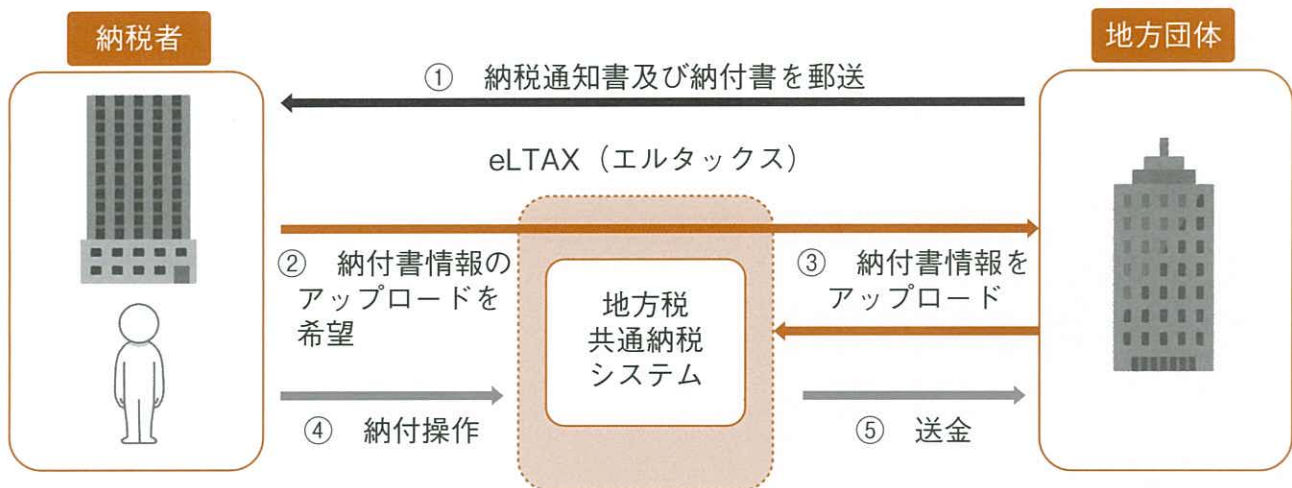 納税者
地方団体
① 納税通知書及び納付書を郵送
eLTAX（エルタックス）
② 納付書情報の
アップロードを
希望
③ 納付書情報を
アップロード
地方税
共通納税
システム
④ 納付操作
⑤ 送金